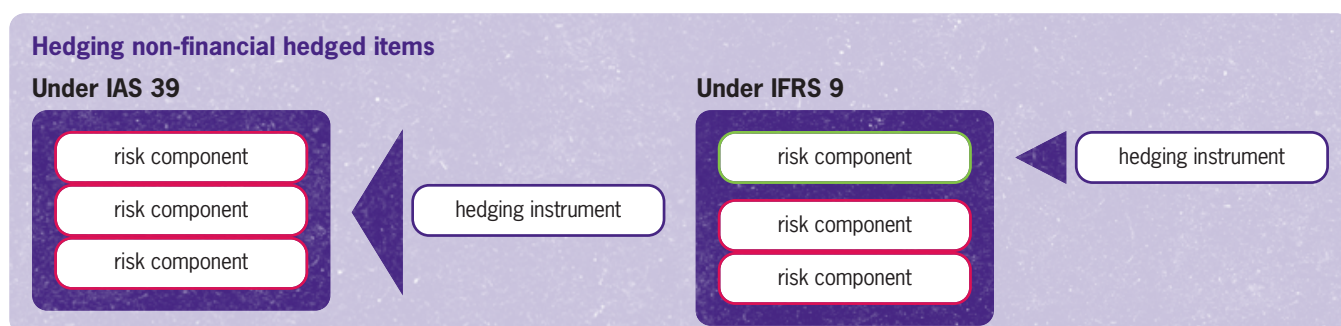 Hedging non-financial hedged items
Under IAS 39
risk component
risk component
risk component
hedging instrument
Under IFRS 9
risk component
risk component
risk component
hedging instrument